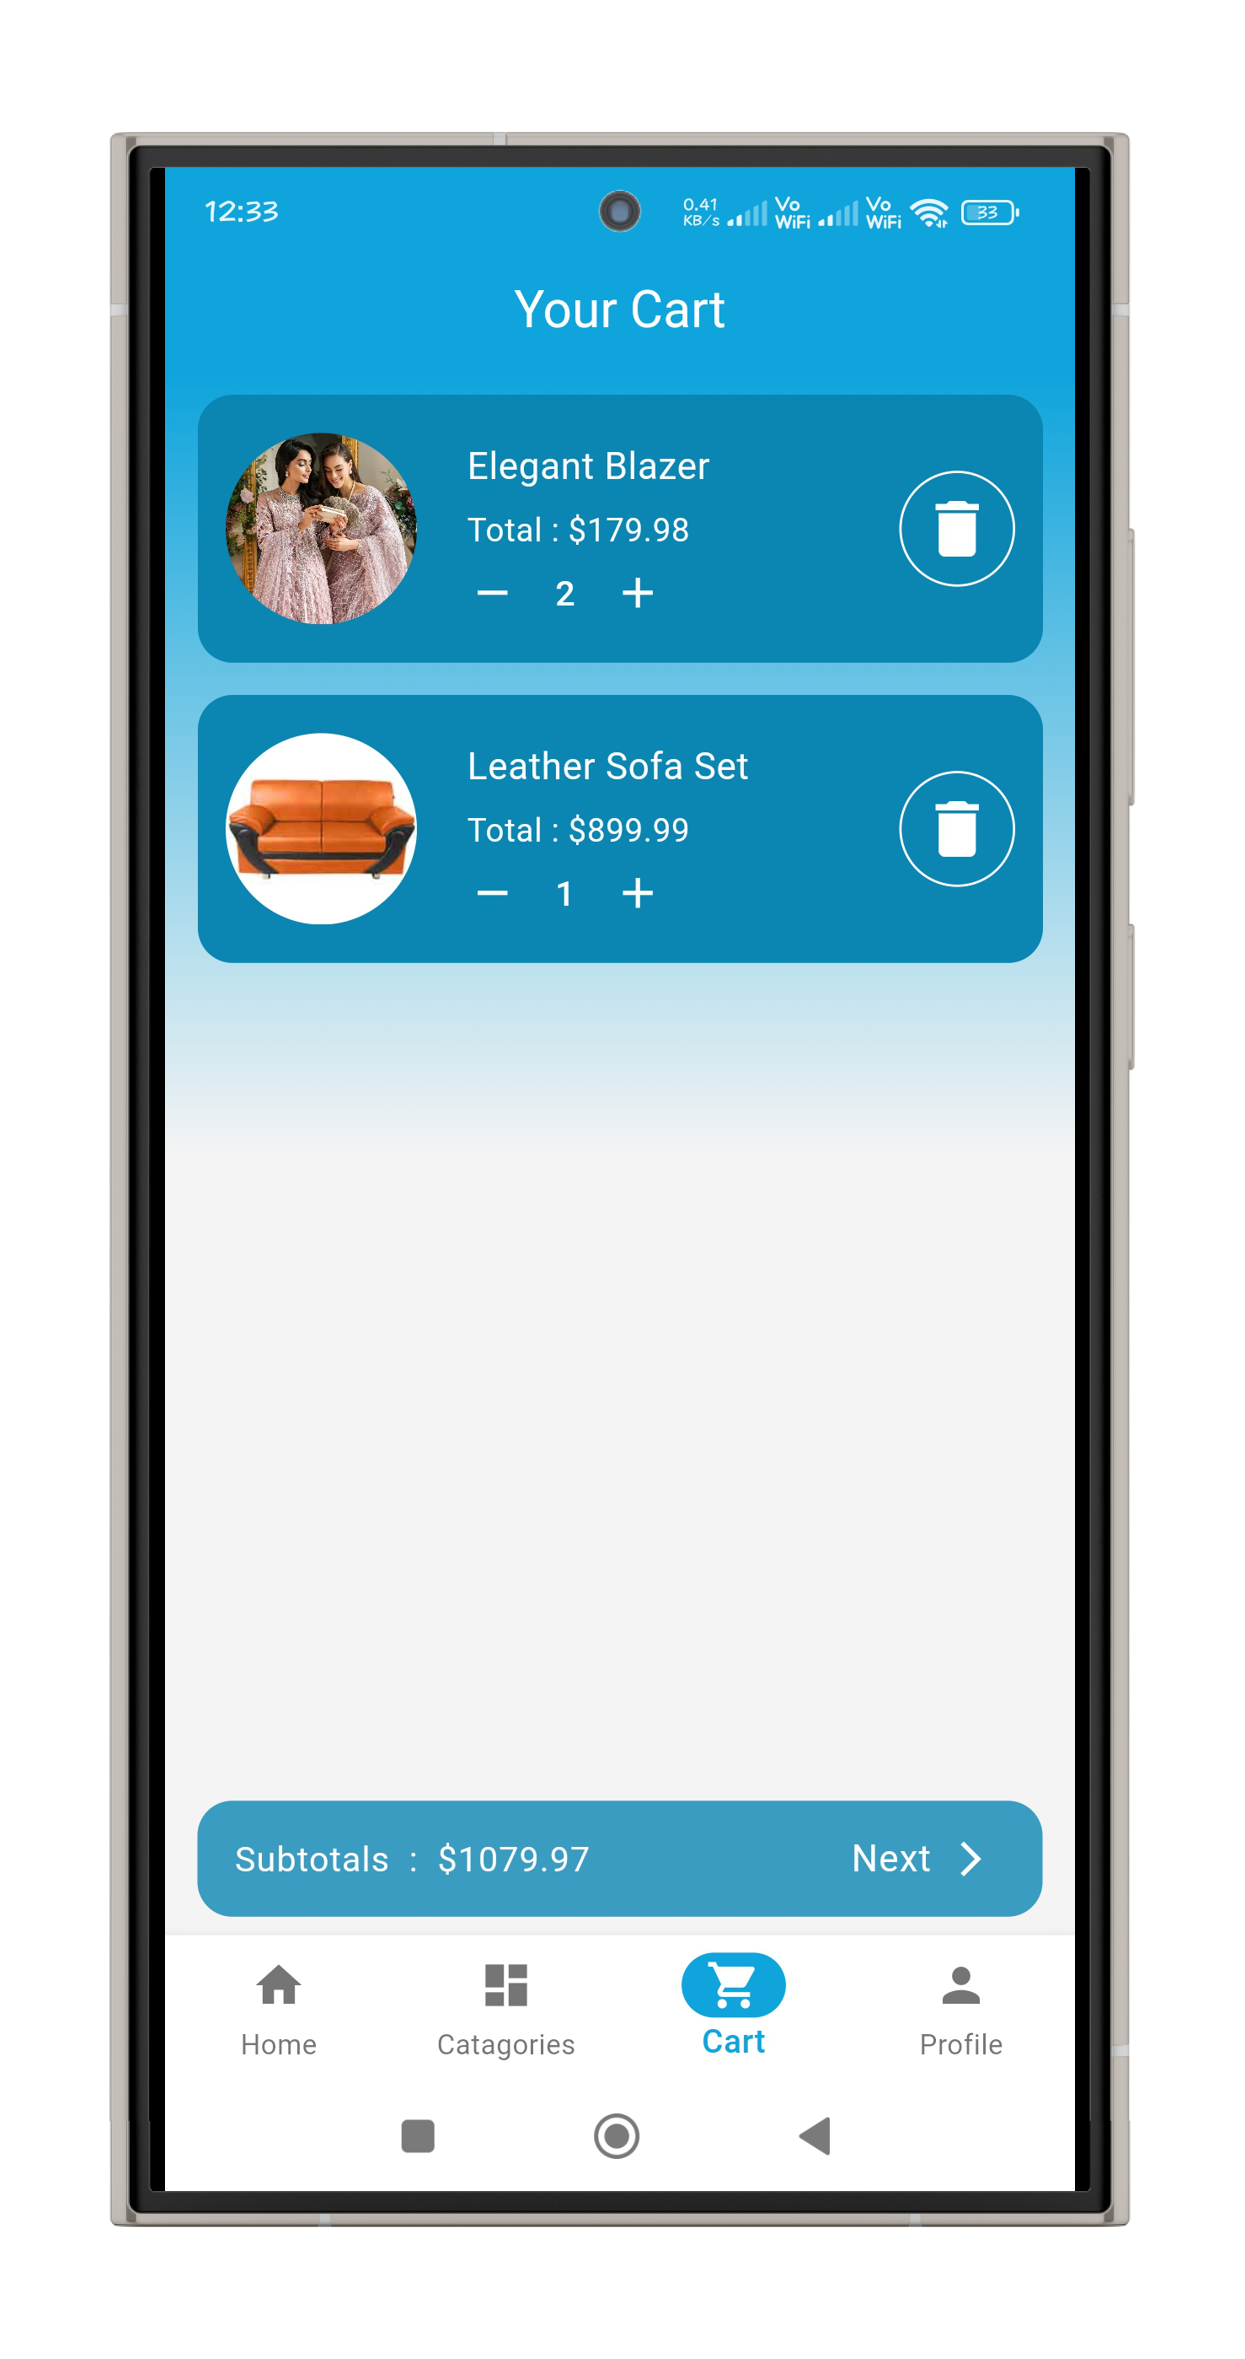 12:33
0.41
KB/s
Vo
WiFi
Vo
WiFi
33
Your Cart
Elegant Blazer
Total : $179.98
2
Leather Sofa Set
Total : $899.99
1
Subtotals : $1079.97
Next
Home
Catagories
Cart
Profile